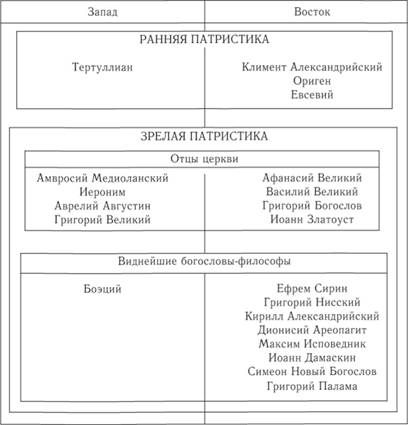 Запад Восток
РАННЯЯ ПАТРИСТИКА
Тертуллиан Климент Александрийский
Ориген
Евсевий
ЗРЕЛАЯ ПАТРИСТИКА
Отцы церкви
Амвросий Медиоланский Афанасий Великий
Иероним Василий Великий
Аврелий Августин Григорий Богослов
Григорий Великий Иоанн Златоуст
Виднейшие богословы-философы
Боэций Ефрем Сирин
Григорий Нисский
Кирилл Александрийский
Дионисий Ареопагит
Максим Исповедник
Иоанн Дамаскин
Симеон Новый Богослов
Григорий Палама